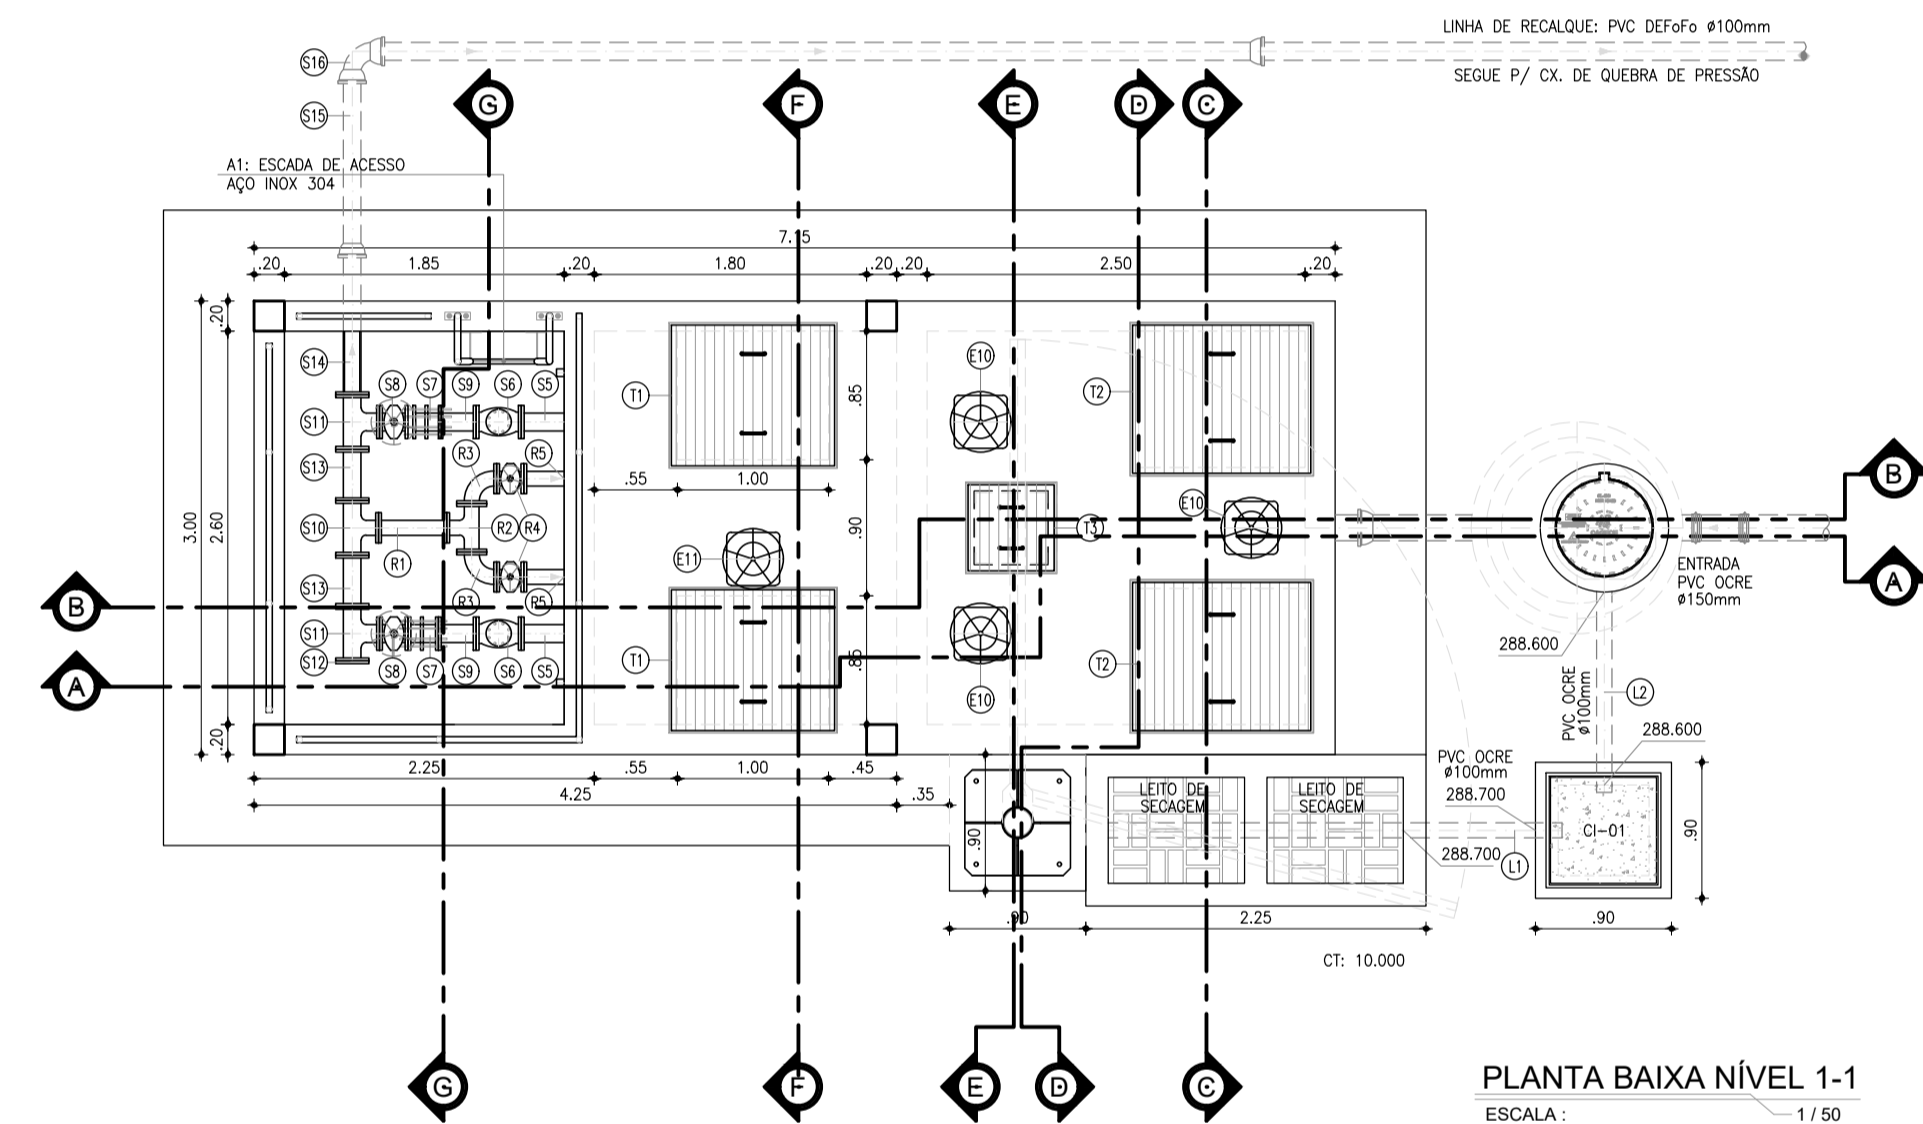 LINHA DE RECALQUE: PVC DEFoFo ø100mm
SEGUE P/ CX. DE QUEBRA DE PRESSÃO
S16
S15
G
F
E
D
C
A1: ESCADA DE ACESSO
AÇO INOX 304
7.15
.20
1.85
.20
1.80
.20
.20
2.50
.20
.20
3.00
2.60
.20
S14
S8
S7
S9
S6
S5
S11
S13
R3
R5
S10
R2
R4
R1
S13
R3
R5
S11
S12
S8
S7
S9
S6
S5
T1
.85
.55
1.00
.90
E11
T1
.85
E10
T2
E10
T3
E10
T2
B
A
B
A
ENTRADA
PVC OCRE
ø150mm
288.600
PVC OCRE
ø100mm
L2
288.600
PVC OCRE
ø100mm
288.700
288.700
L1
CI-01
.90
.90
2.25
.55
1.00
.45
4.25
.35
.90
LEITO DE
SECAGEM
LEITO DE
SECAGEM
.90
2.25
CT: 10.000
G
F
E
D
C
PLANTA BAIXA NÍVEL 1-1
ESCALA :
1 / 50